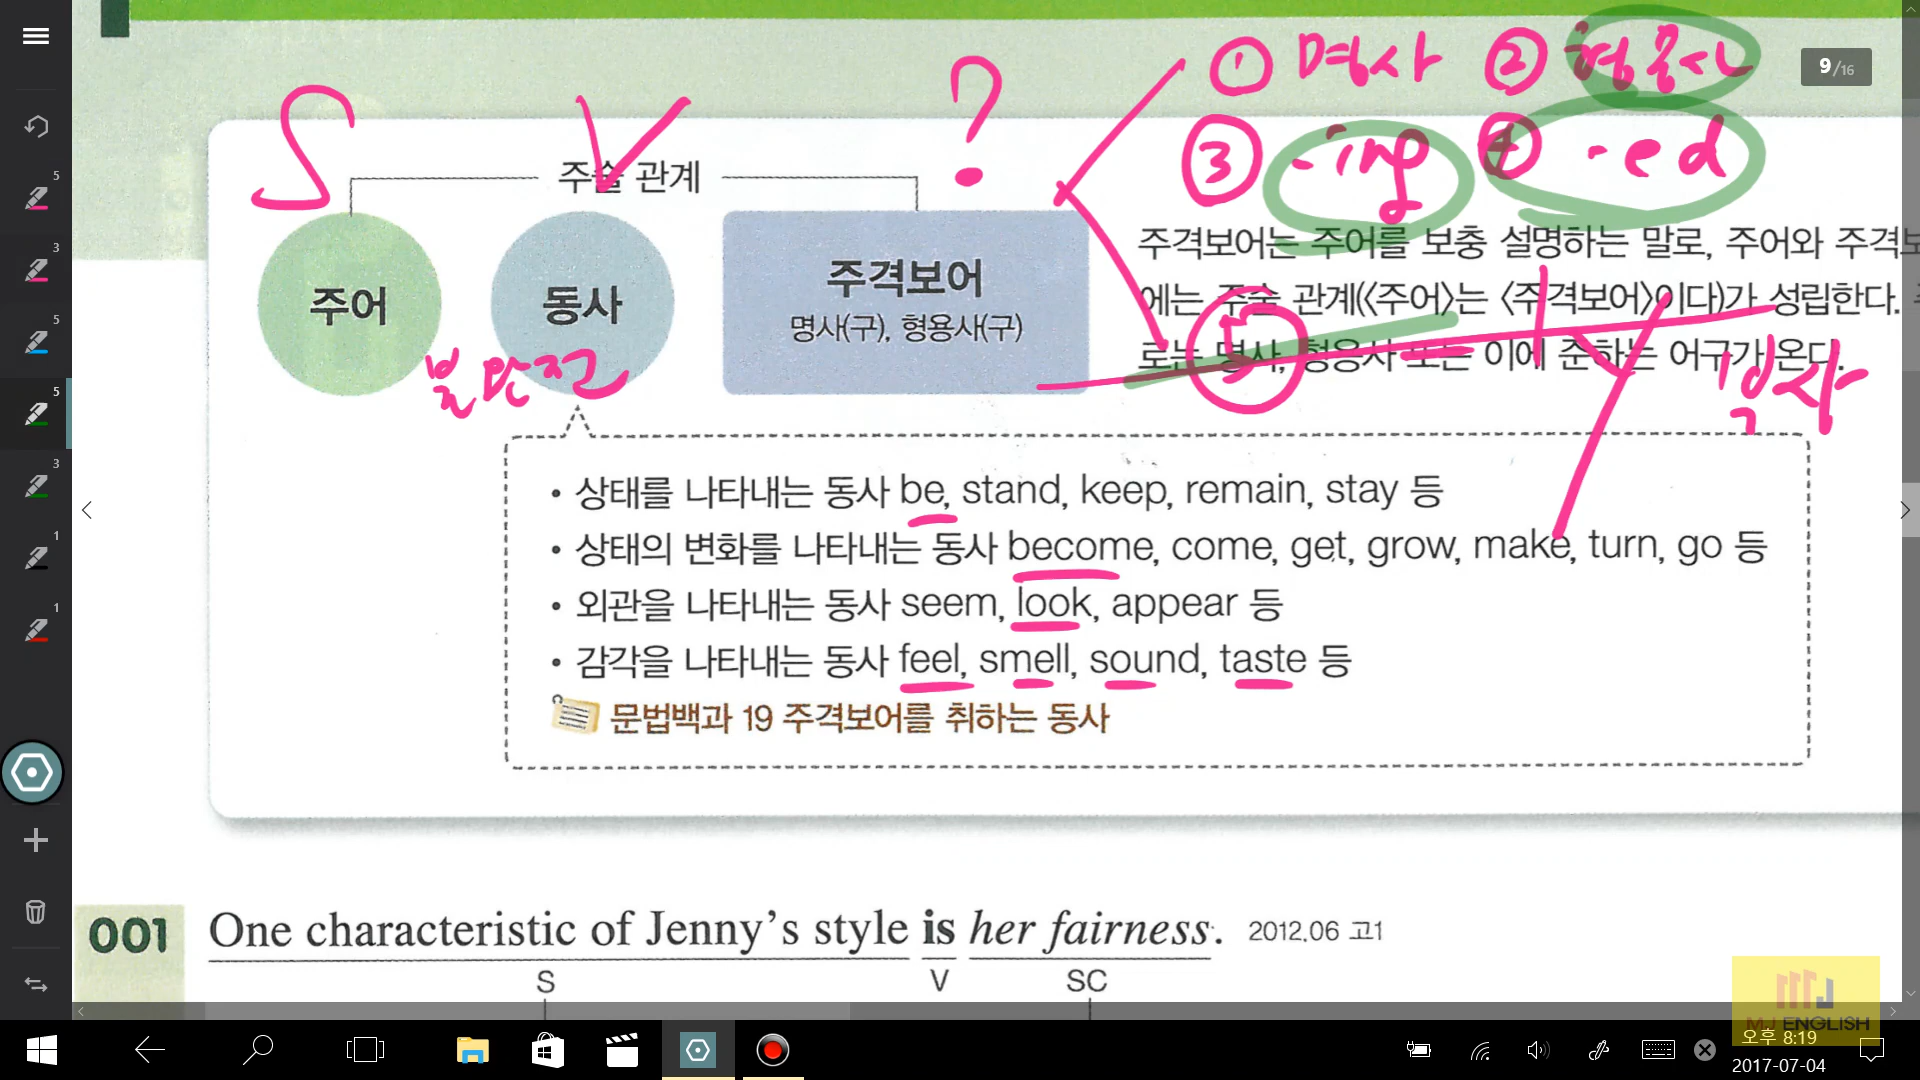 ① 명사 ② 형용사
9/16
S V ?
③ -ing ④ -ed
주술 관계
주어
동사
주격보어
명사(구), 형용사(구)
불완전
주격보어는 주어를 보충 설명하는 말로, 주어와 주격보
에는 주술 관계(〈주어〉는 〈주격보어〉이다)가 성립한다.
로는 명사, 형용사 또는 이에 준하는 어구가 온다.
⑤
• 상태를 나타내는 동사 be, stand, keep, remain, stay 등
• 상태의 변화를 나타내는 동사 become, come, get, grow, make, turn, go 등
• 외관을 나타내는 동사 seem, look, appear 등
• 감각을 나타내는 동사 feel, smell, sound, taste 등
문법백과 19 주격보어를 취하는 동사
001 One characteristic of Jenny’s style is her fairness. 2012.06 고1
S V SC
5
3
5
5
3
1
1
MJ ENGLISH
오후 8:19
2017-07-04